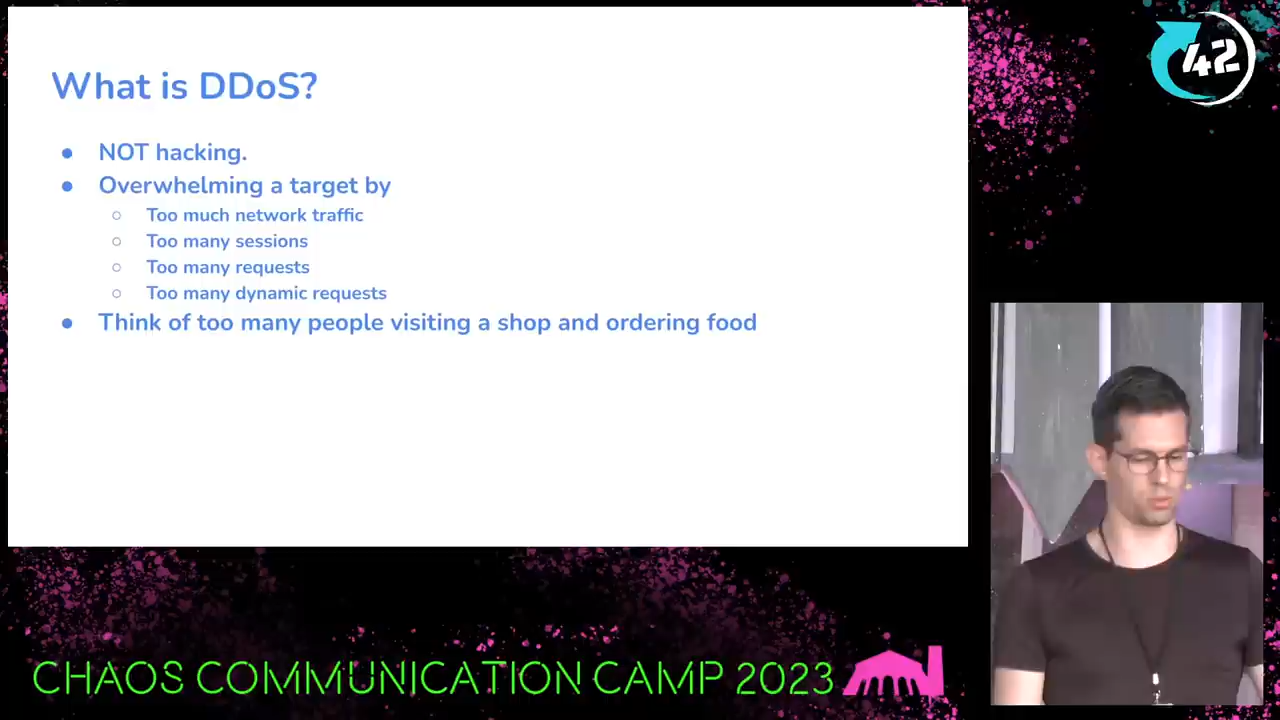 What is DDoS?
NOT hacking.
Overwhelming a target by
Too much network traffic
Too many sessions
Too many requests
Too many dynamic requests
Think of too many people visiting a shop and ordering food
42
CHAOS COMMUNICATION CAMP 2023